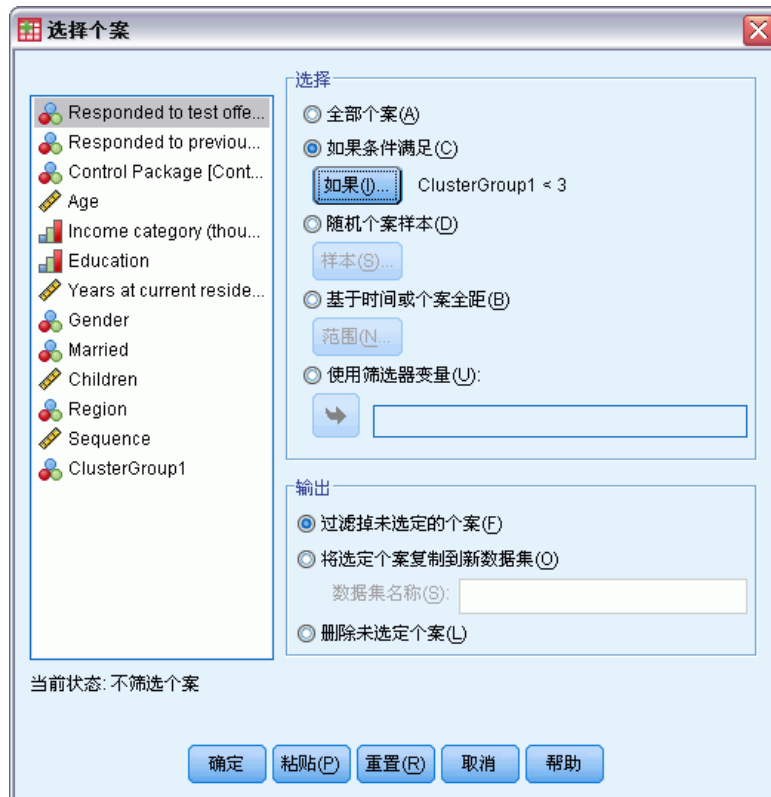 选择个案
Responded to test offe...
Responded to previou...
Control Package [Cont...
Age
Income category (thou...
Education
Years at current reside...
Gender
Married
Children
Region
Sequence
ClusterGroup1
当前状态: 不筛选个案
选择
全部个案(A)
如果条件满足(C)
如果(I)... ClusterGroup1 < 3
随机个案样本(D)
样本(S)...
基于时间或个案全距(B)
范围(N...
使用筛选器变量(U):
输出
过滤掉未选定的个案(F)
将选定个案复制到新数据集(O)
数据集名称(S):
删除未选定个案(L)
确定 粘贴(P) 重置(R) 取消 帮助